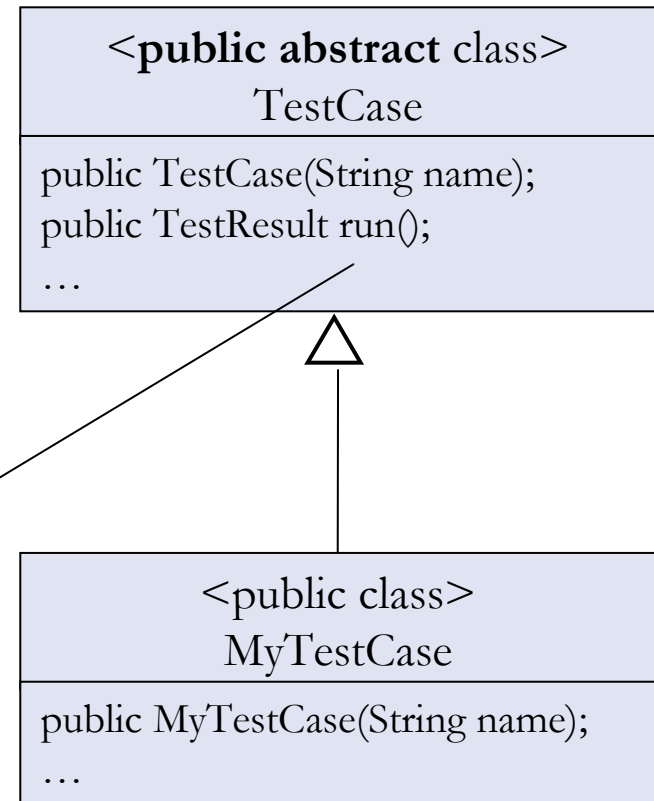 <public abstract class>
TestCase
public TestCase(String name);
public TestResult run();
…
<public class>
MyTestCase
public MyTestCase(String name);
…